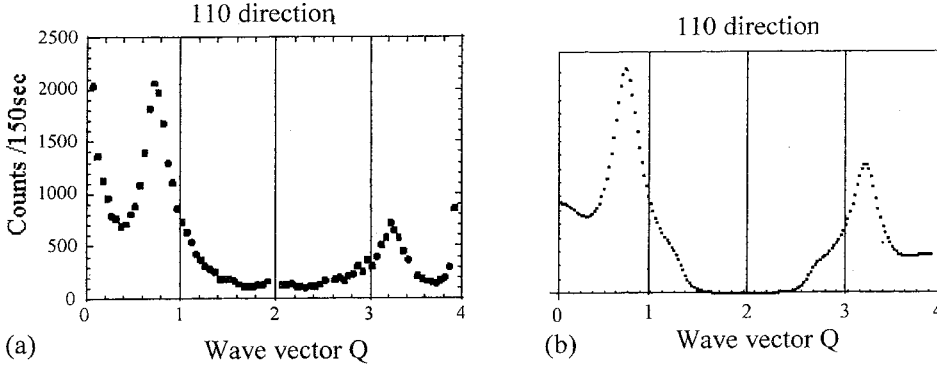 110 direction
2500
2000
1500
1000
500
0
Counts /150sec
0 1 2 3 4
Wave vector Q
(a)
110 direction
0 1 2 3 4
Wave vector Q
(b)